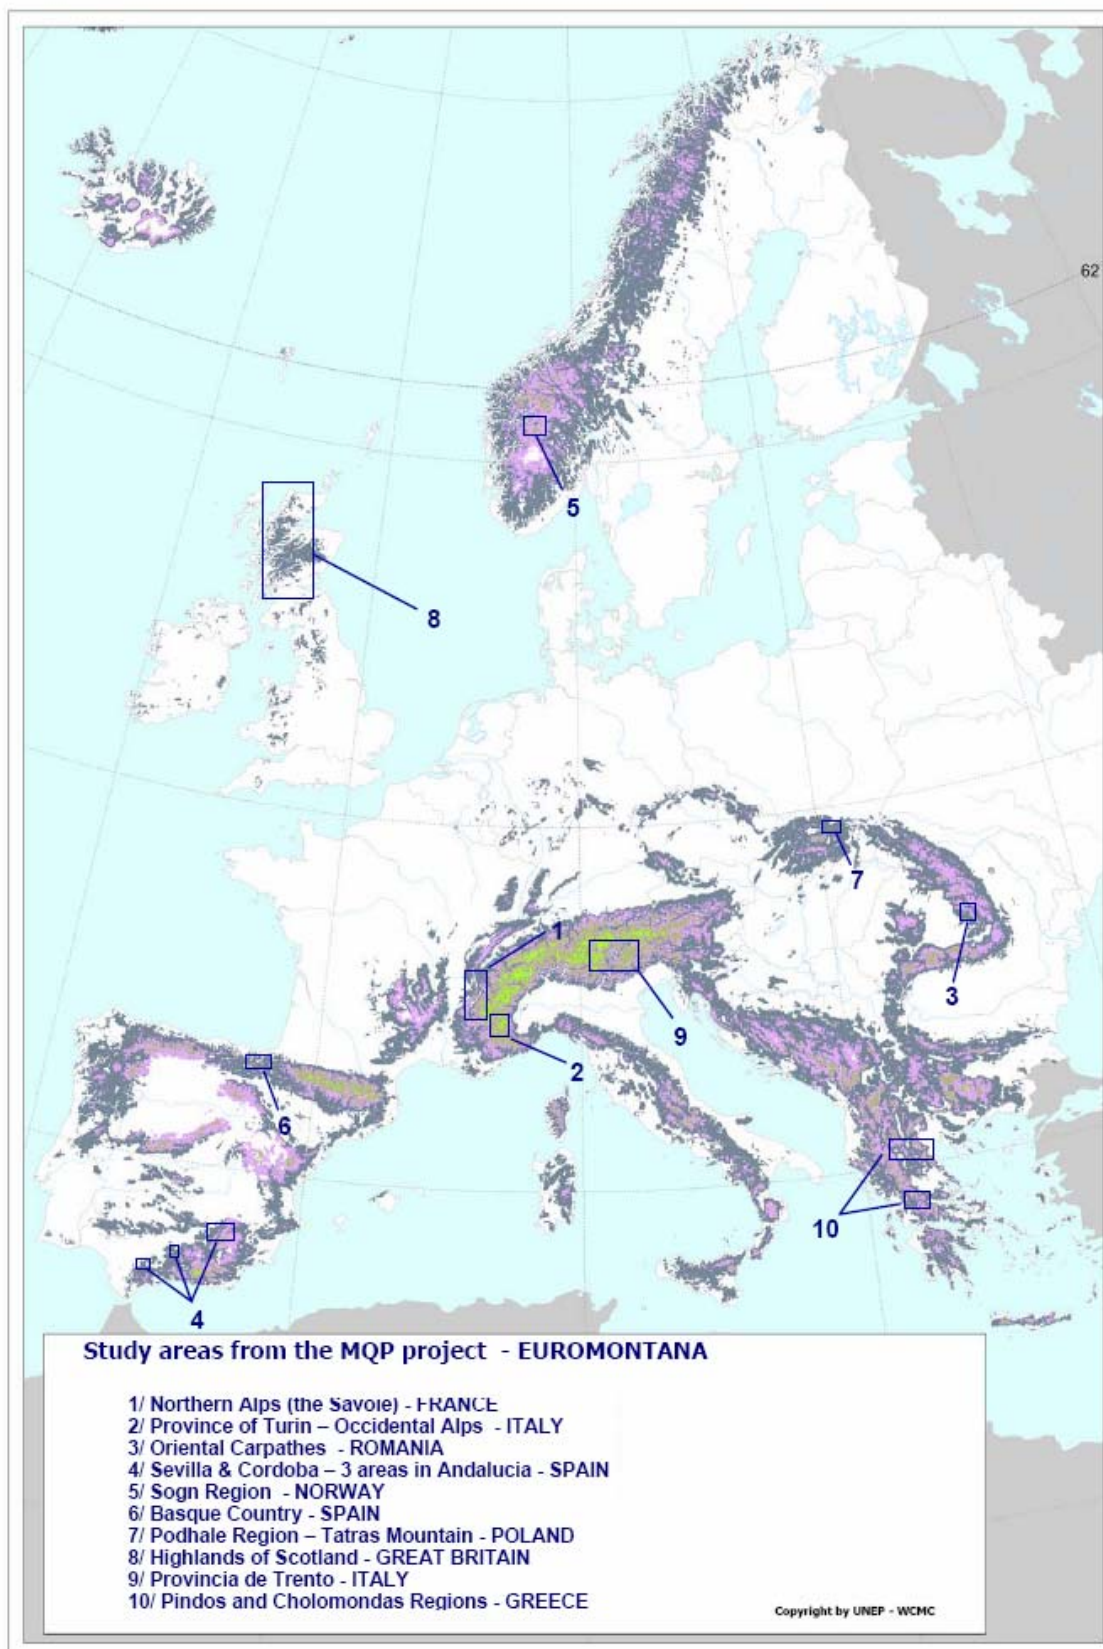 62
5
8
7
1
3
9
2
6
10
4
Study areas from the MQP project - EUROMONTANA
1/ Northern Alps (the Savoie) - FRANCE
2/ Province of Turin – Occidental Alps - ITALY
3/ Oriental Carpathes - ROMANIA
4/ Sevilla & Cordoba – 3 areas in Andalucia - SPAIN
5/ Sogn Region - NORWAY
6/ Basque Country - SPAIN
7/ Podhale Region – Tatras Mountain - POLAND
8/ Highlands of Scotland - GREAT BRITAIN
9/ Provincia de Trento - ITALY
10/ Pindos and Cholomondas Regions - GREECE
Copyright by UNEP - WCMC